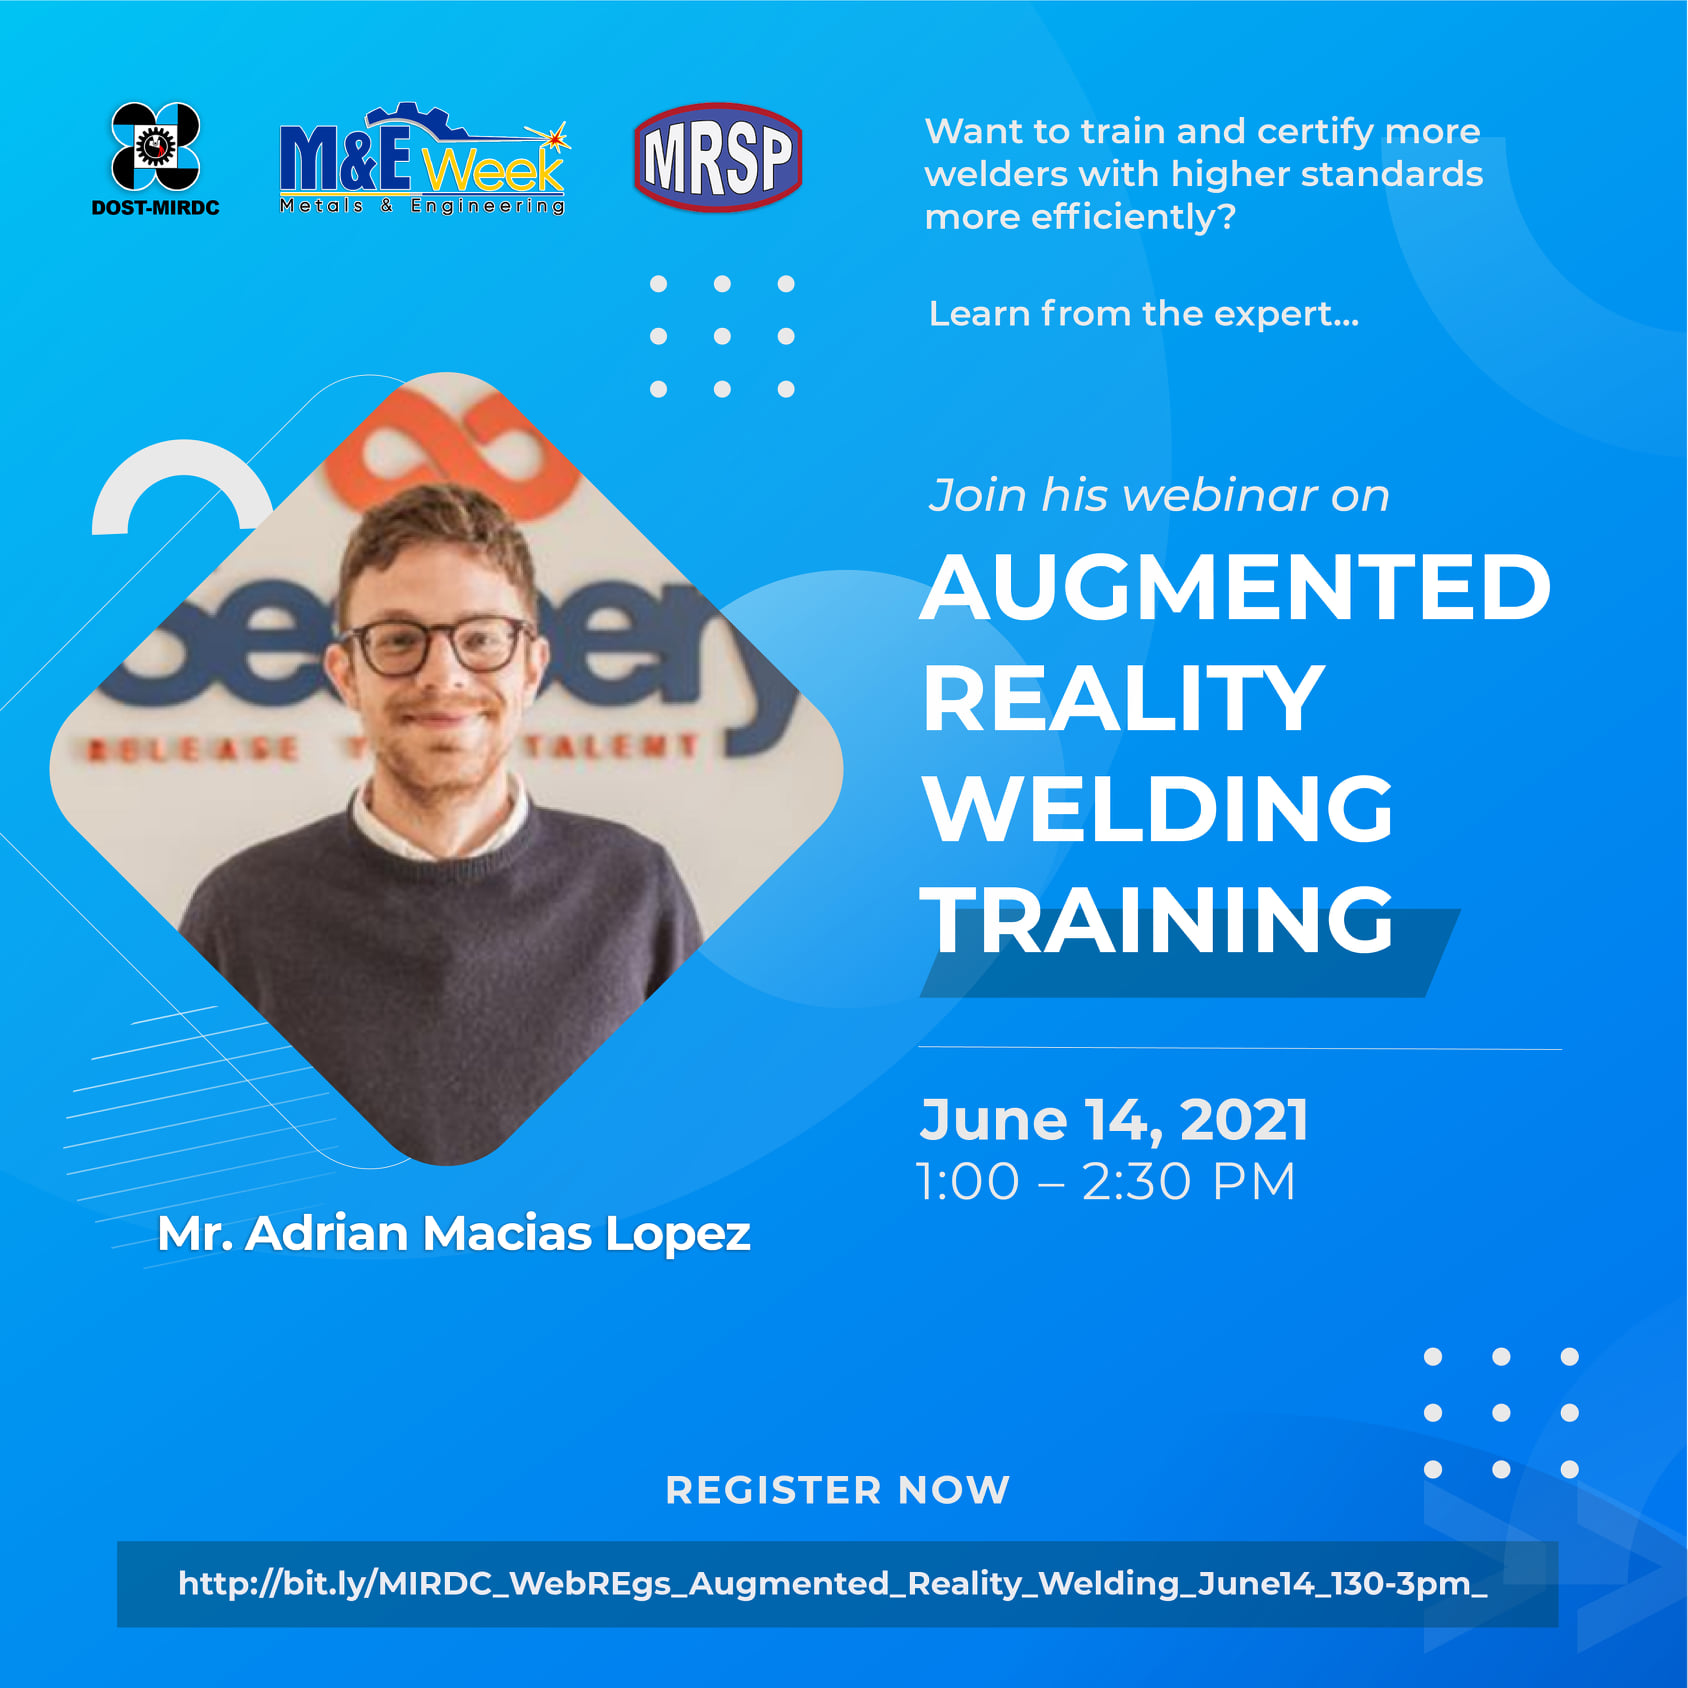 DOST-MIRDC
M&E Week
Metals & Engineering
MRSP
Want to train and certify more
welders with higher standards
more efficiently?
Learn from the expert...
RELEASE TALENT
Join his webinar on
AUGMENTED
REALITY
WELDING
TRAINING
June 14, 2021
1:00 – 2:30 PM
Mr. Adrian Macias Lopez
REGISTER NOW
http://bit.ly/MIRDC_WebREgs_Augmented_Reality_Welding_June14_130-3pm_